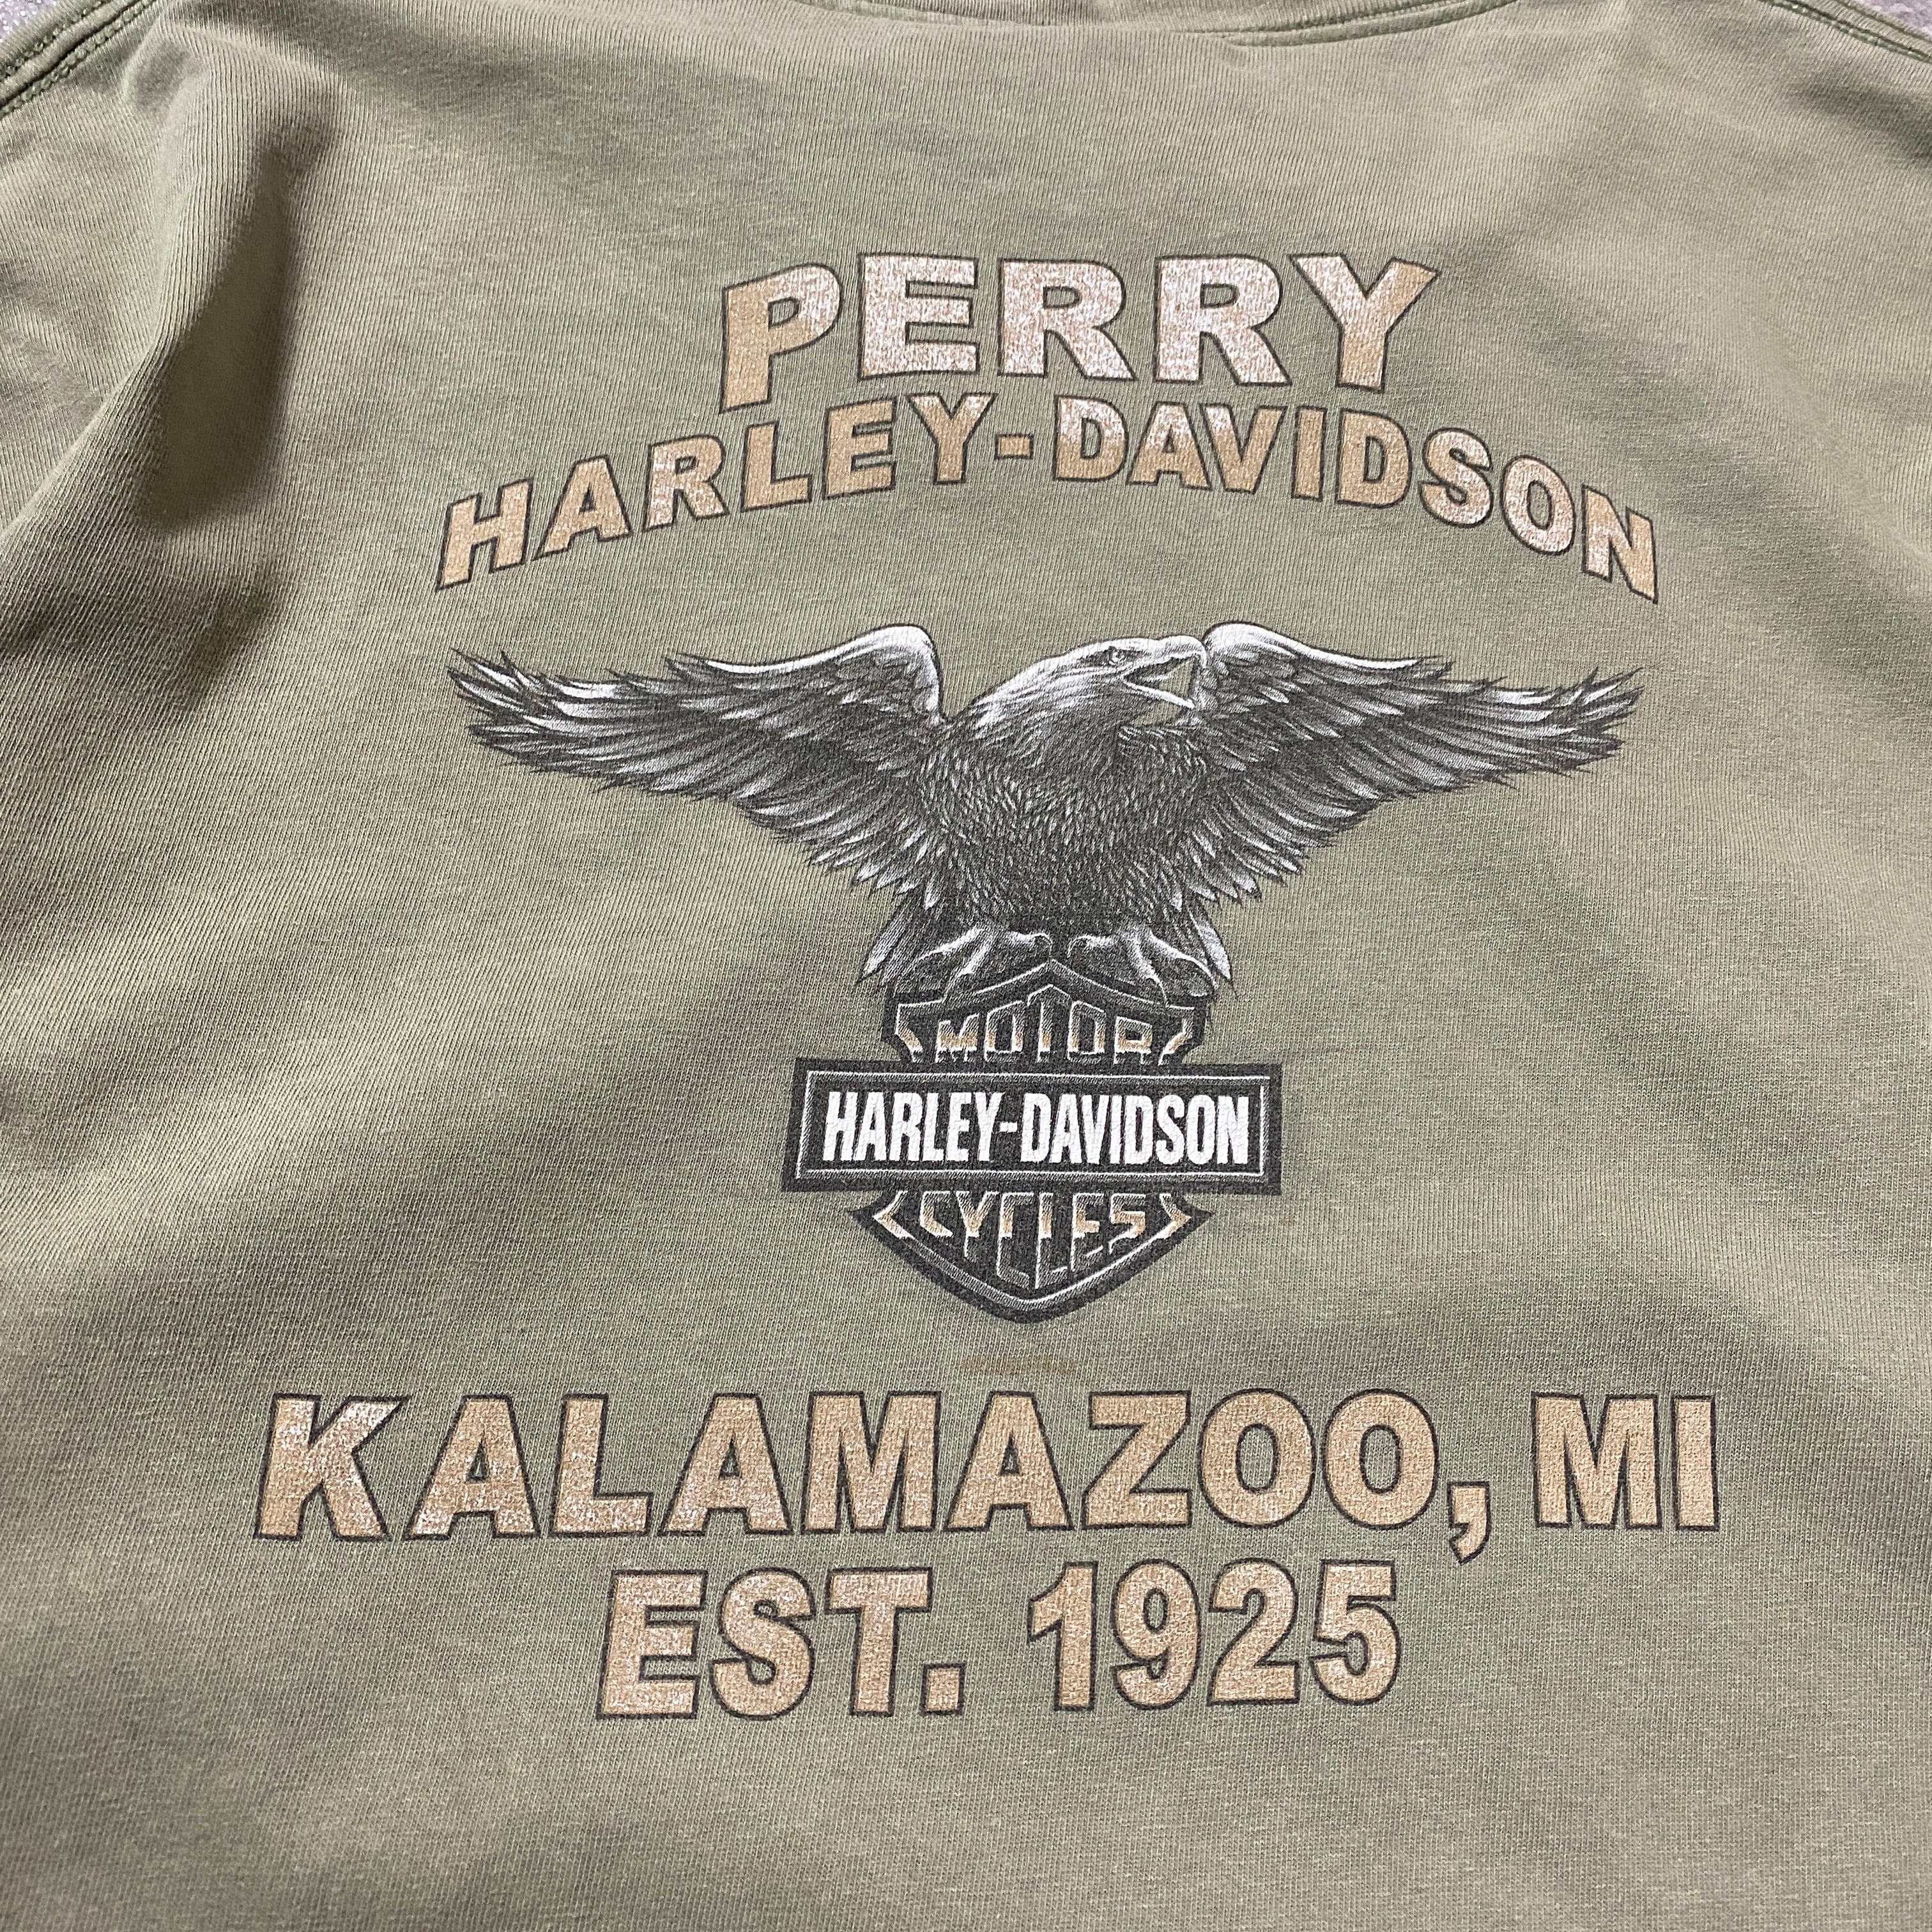 PERRY
HARLEY-DAVIDSON
MOTOR
HARLEY-DAVIDSON
CYCLES
KALAMAZOO, MI
EST. 1925